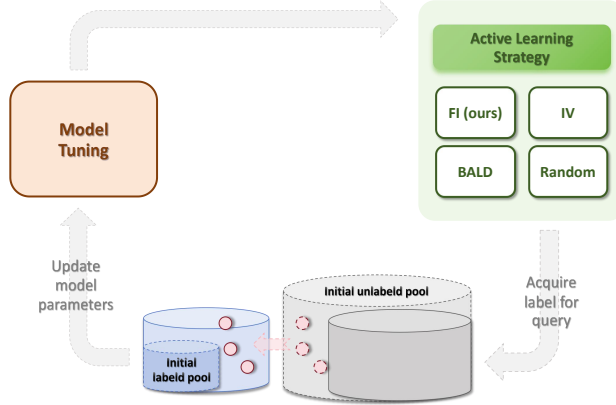 Active Learning
Strategy
FI (ours)
IV
BALD
Random
Model
Tuning
Update
model
parameters
Initial unlabeld pool
Initial
labeld pool
Acquire
label for
query